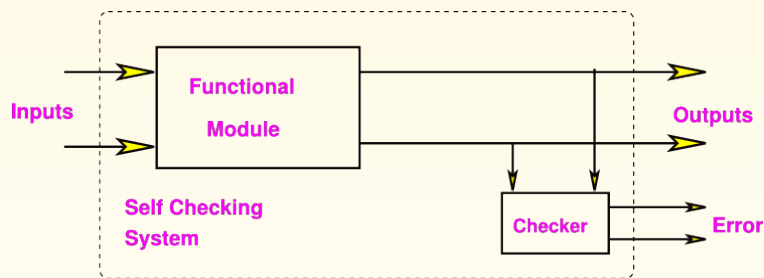 Functional
Module
Inputs
Outputs
Self Checking
System
Checker
Error